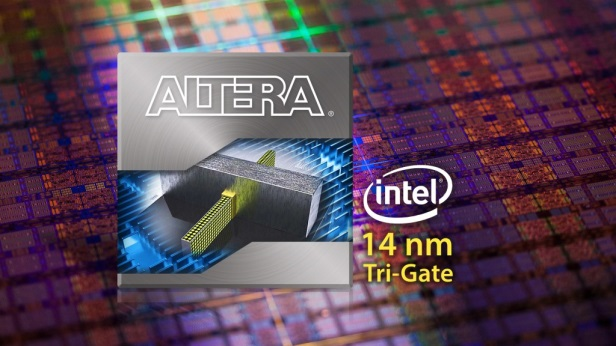 ALTERA®
intel
14 nm
Tri-Gate